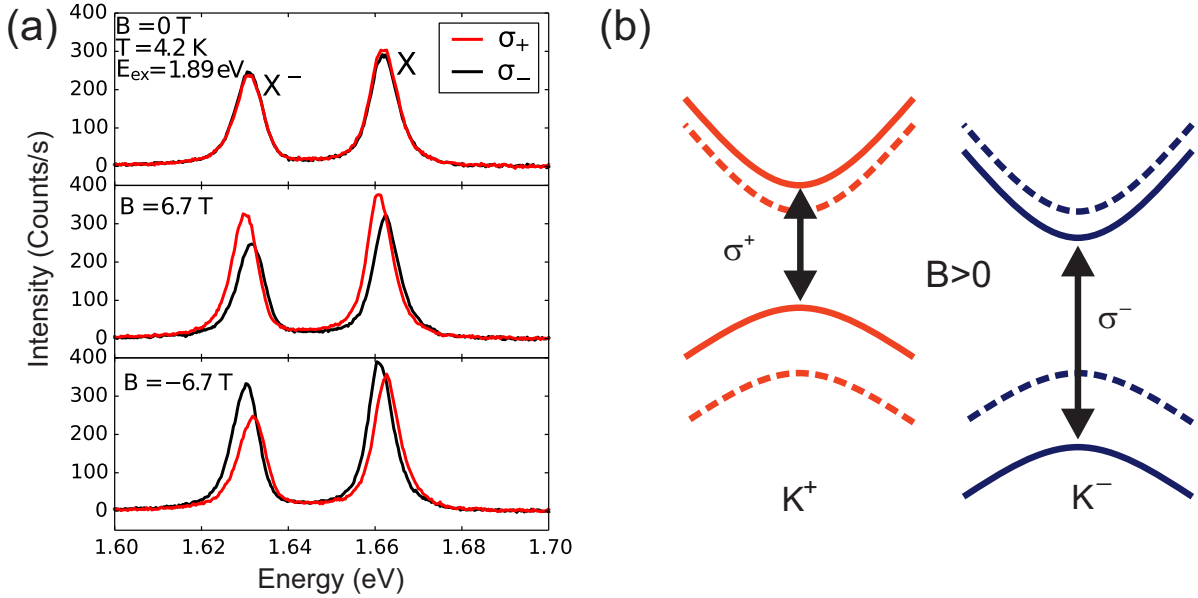 (a)
Intensity (Counts/s)
400
300
200
100
0
B = 0 T
T = 4.2 K
E_ex = 1.89 eV
X⁻
X
σ₊
σ₋
400
300
200
100
0
B = 6.7 T
400
300
200
100
0
B = −6.7 T
1.60 1.62 1.64 1.66 1.68 1.70
Energy (eV)
(b)
σ⁺
B>0
σ⁻
K⁺
K⁻